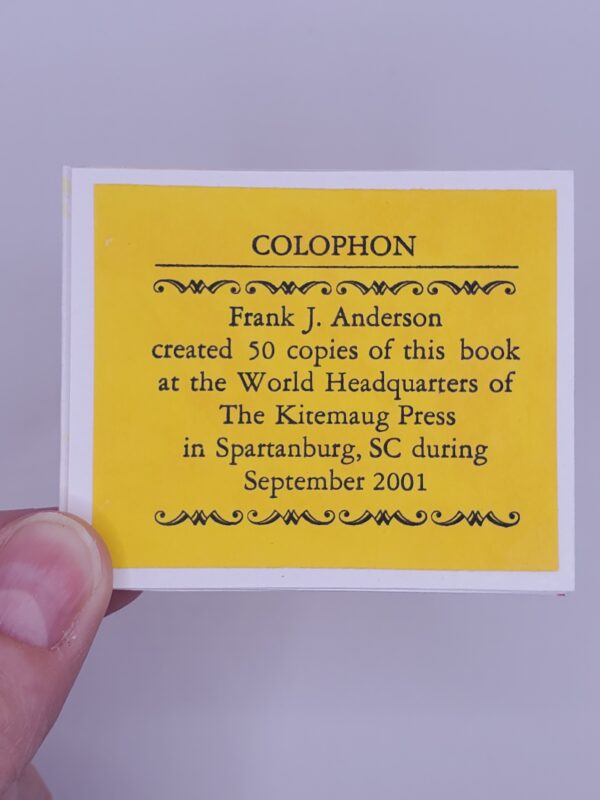 COLOPHON
Frank J. Anderson
created 50 copies of this book
at the World Headquarters of
The Kitemaug Press
in Spartanburg, SC during
September 2001